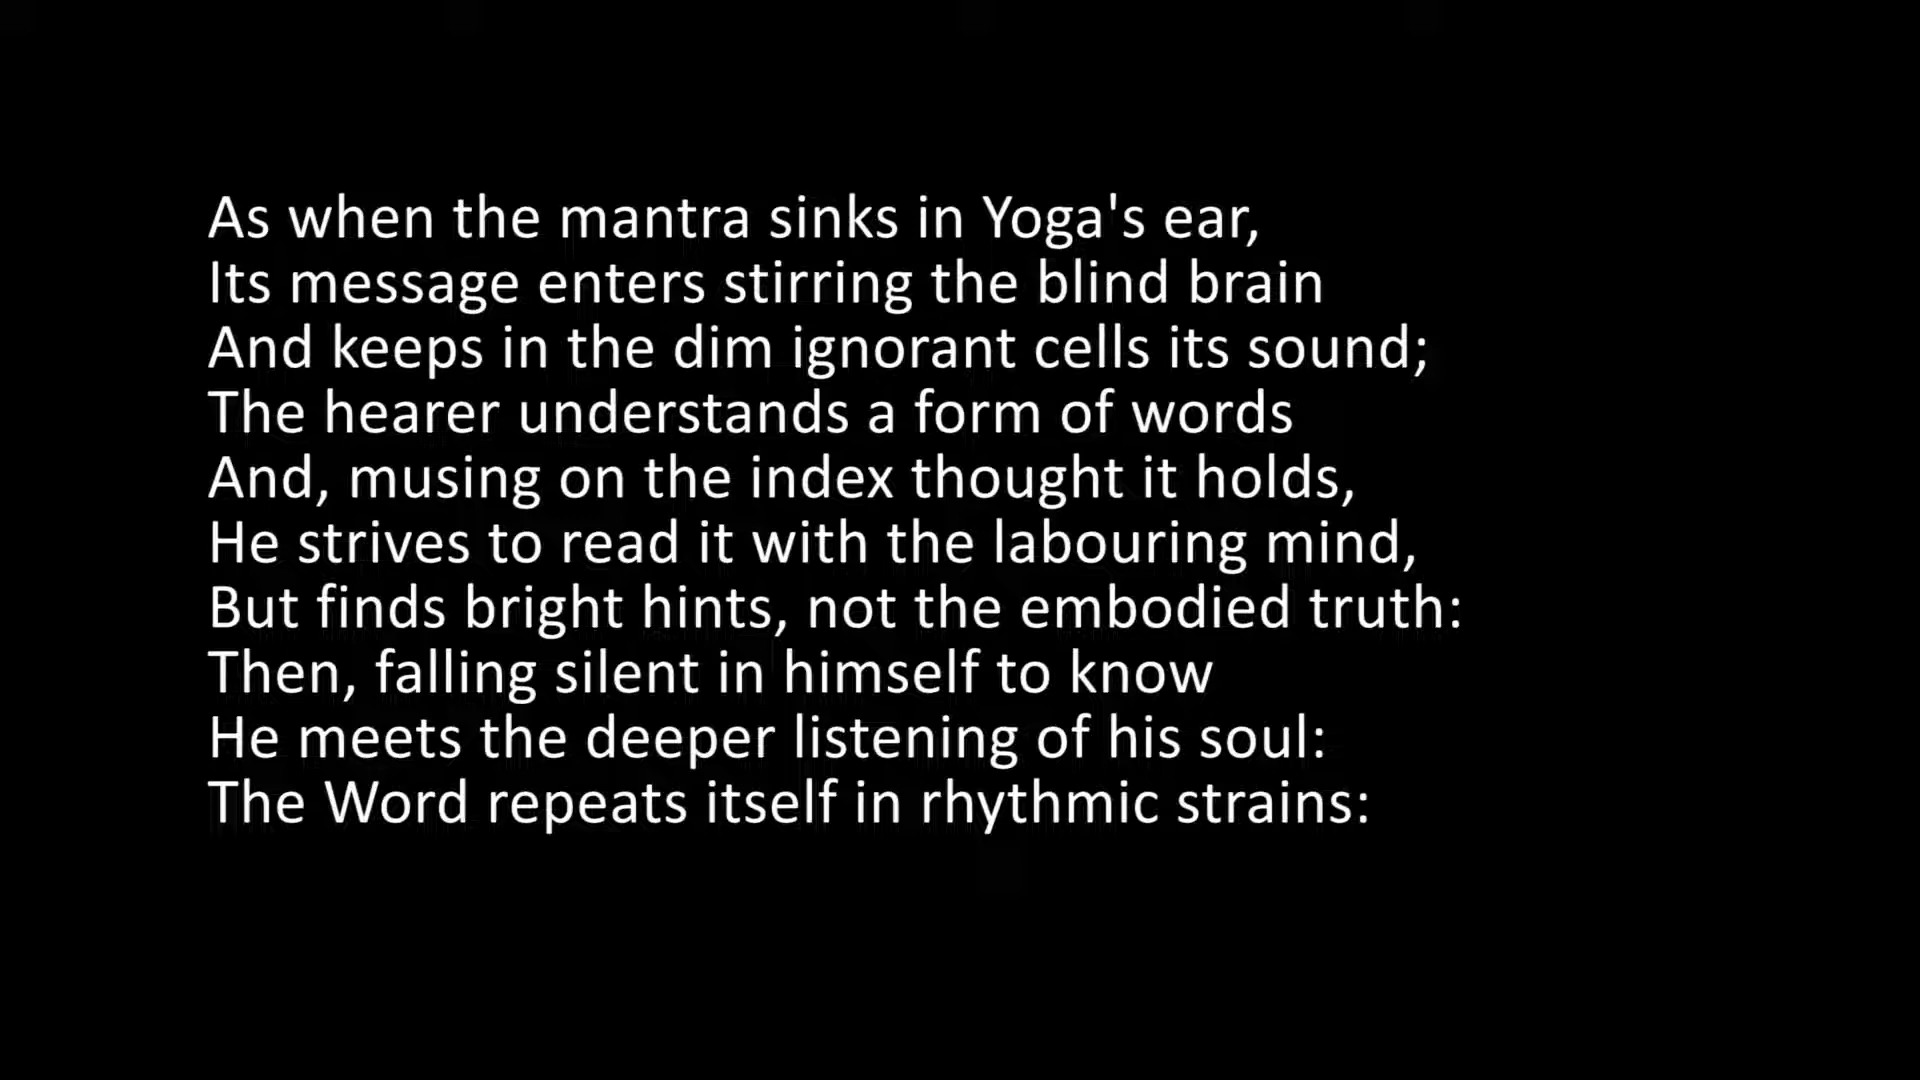 As when the mantra sinks in Yoga's ear,
Its message enters stirring the blind brain
And keeps in the dim ignorant cells its sound;
The hearer understands a form of words
And, musing on the index thought it holds,
He strives to read it with the labouring mind,
But finds bright hints, not the embodied truth:
Then, falling silent in himself to know
He meets the deeper listening of his soul:
The Word repeats itself in rhythmic strains: